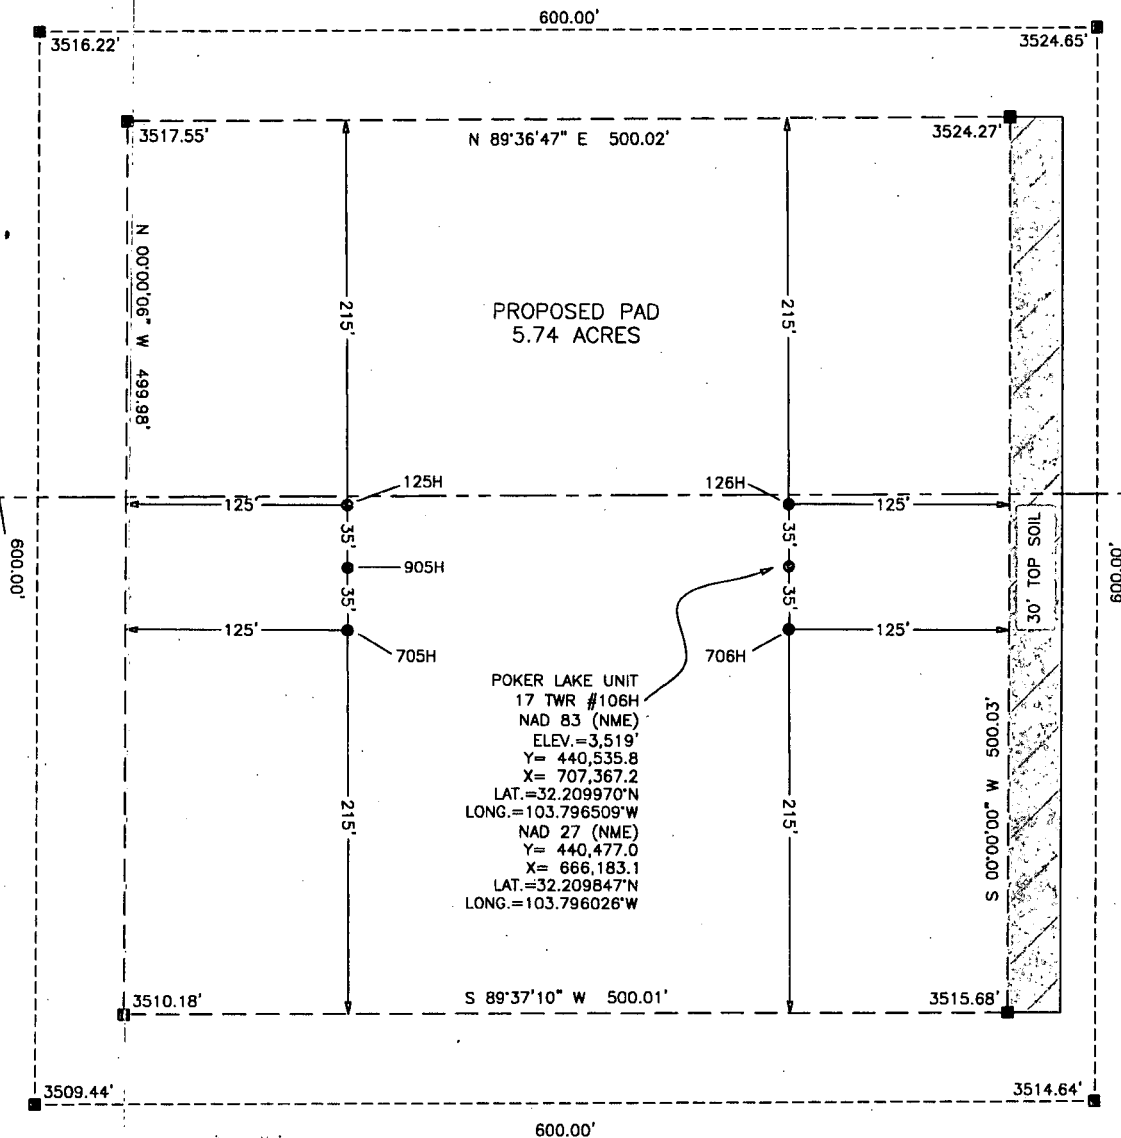 600.00'
3516.22'
3524.65'
3517.55'
N 89°36'47" E 500.02'
3524.27'
N 00°00'06" W 499.98'
215'
PROPOSED PAD
5.74 ACRES
215'
125H
126H
125'
125'
35'
35'
905H
35'
35'
125'
125'
705H
706H
600.00'
30' TOP SOIL
600.00'
POKER LAKE UNIT
17 TWR #106H
NAD 83 (NME)
ELEV.=3,519'
Y= 440,535.8
X= 707,367.2
LAT.=32.209970°N
LONG.=103.796509°W
NAD 27 (NME)
Y= 440,477.0
X= 666,183.1
LAT.=32.209847°N
LONG.=103.796026°W
215'
215'
S 00°00'00" W 500.03'
3510.18'
S 89°37'10" W 500.01'
3515.68'
3509.44'
3514.64'
600.00'